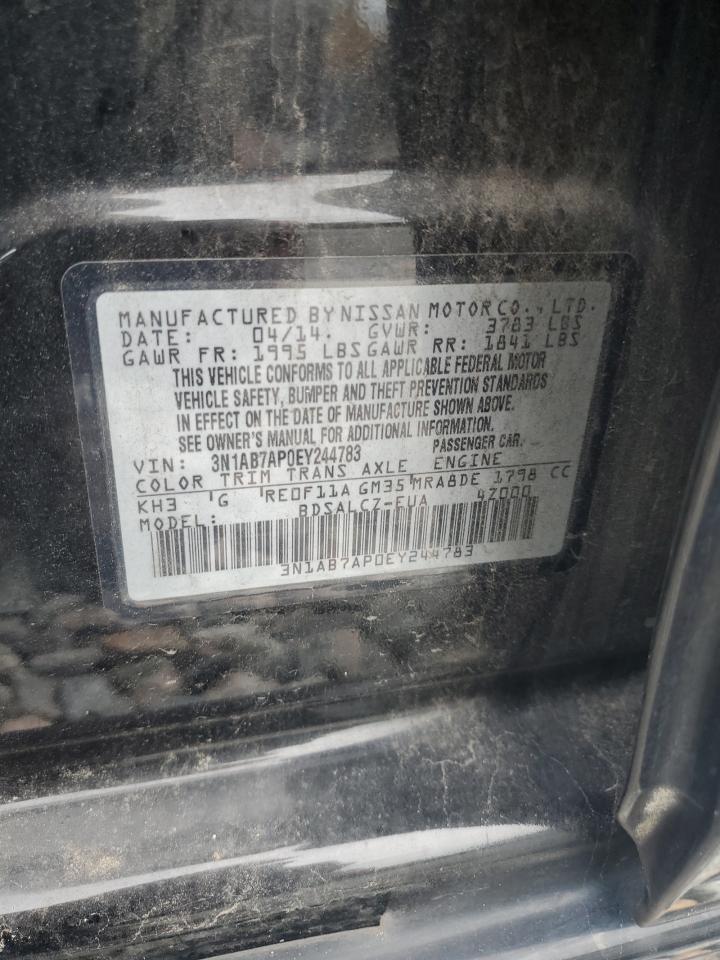 MANUFACTURED BY NISSAN MOTOR CO., LTD.
DATE: 04/14. GVWR: 3783 LBS
GAWR FR: 1995 LBS GAWR RR: 1841 LBS
THIS VEHICLE CONFORMS TO ALL APPLICABLE FEDERAL MOTOR
VEHICLE SAFETY, BUMPER AND THEFT PREVENTION STANDARDS
IN EFFECT ON THE DATE OF MANUFACTURE SHOWN ABOVE.
SEE OWNER'S MANUAL FOR ADDITIONAL INFORMATION.
VIN: 3N1AB7AP0EY244783 PASSENGER CAR.
COLOR TRIM TRANS AXLE ENGINE
KH3 'G 'RE0F11A GM35 MRA8DE 1798 CC
MODEL: BDSALCZ-EUA 4Z000
3N1AB7AP0EY244783